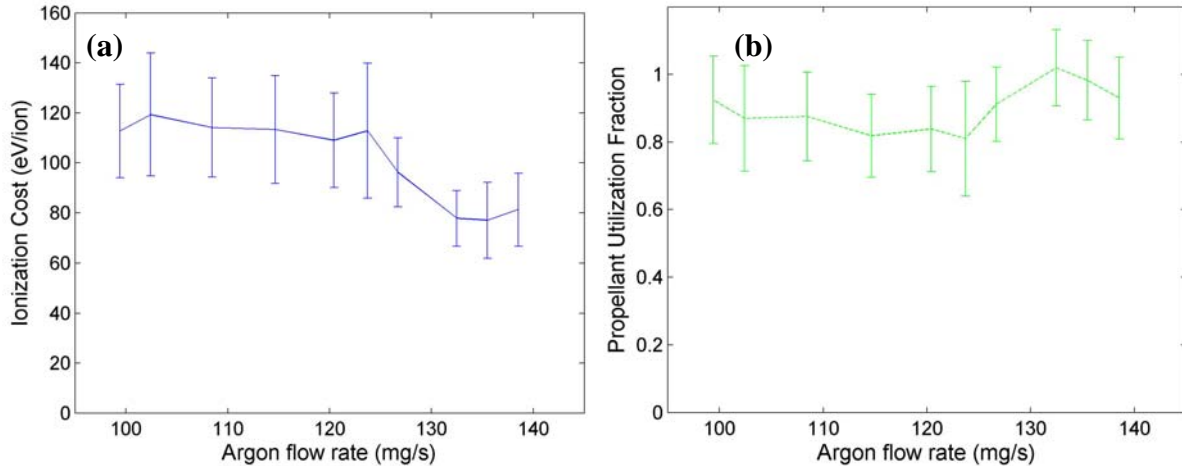 (a)
Ionization Cost (eV/ion)
160
140
120
100
80
60
40
20
0
100 110 120 130 140
Argon flow rate (mg/s)
(b)
Propellant Utilization Fraction
1
0.8
0.6
0.4
0.2
0
100 110 120 130 140
Argon flow rate (mg/s)